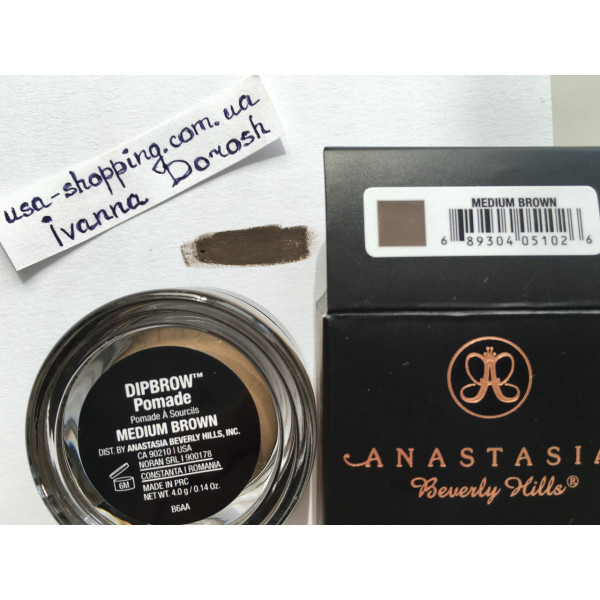 usa-shopping.com.ua
Ivanna Dorosh
MEDIUM BROWN
6 89304 05102 6
ANASTASIA
Beverly Hills®
DIPBROW™
Pomade
Pomade À Sourcils
MEDIUM BROWN
DIST. BY ANASTASIA BEVERLY HILLS, INC.
CA 90210 | USA
NORAN SRL | 900178
CONSTANTA | ROMANIA
6M
MADE IN PRC
NET WT. 4.0 g / 0.14 Oz.
B6AA